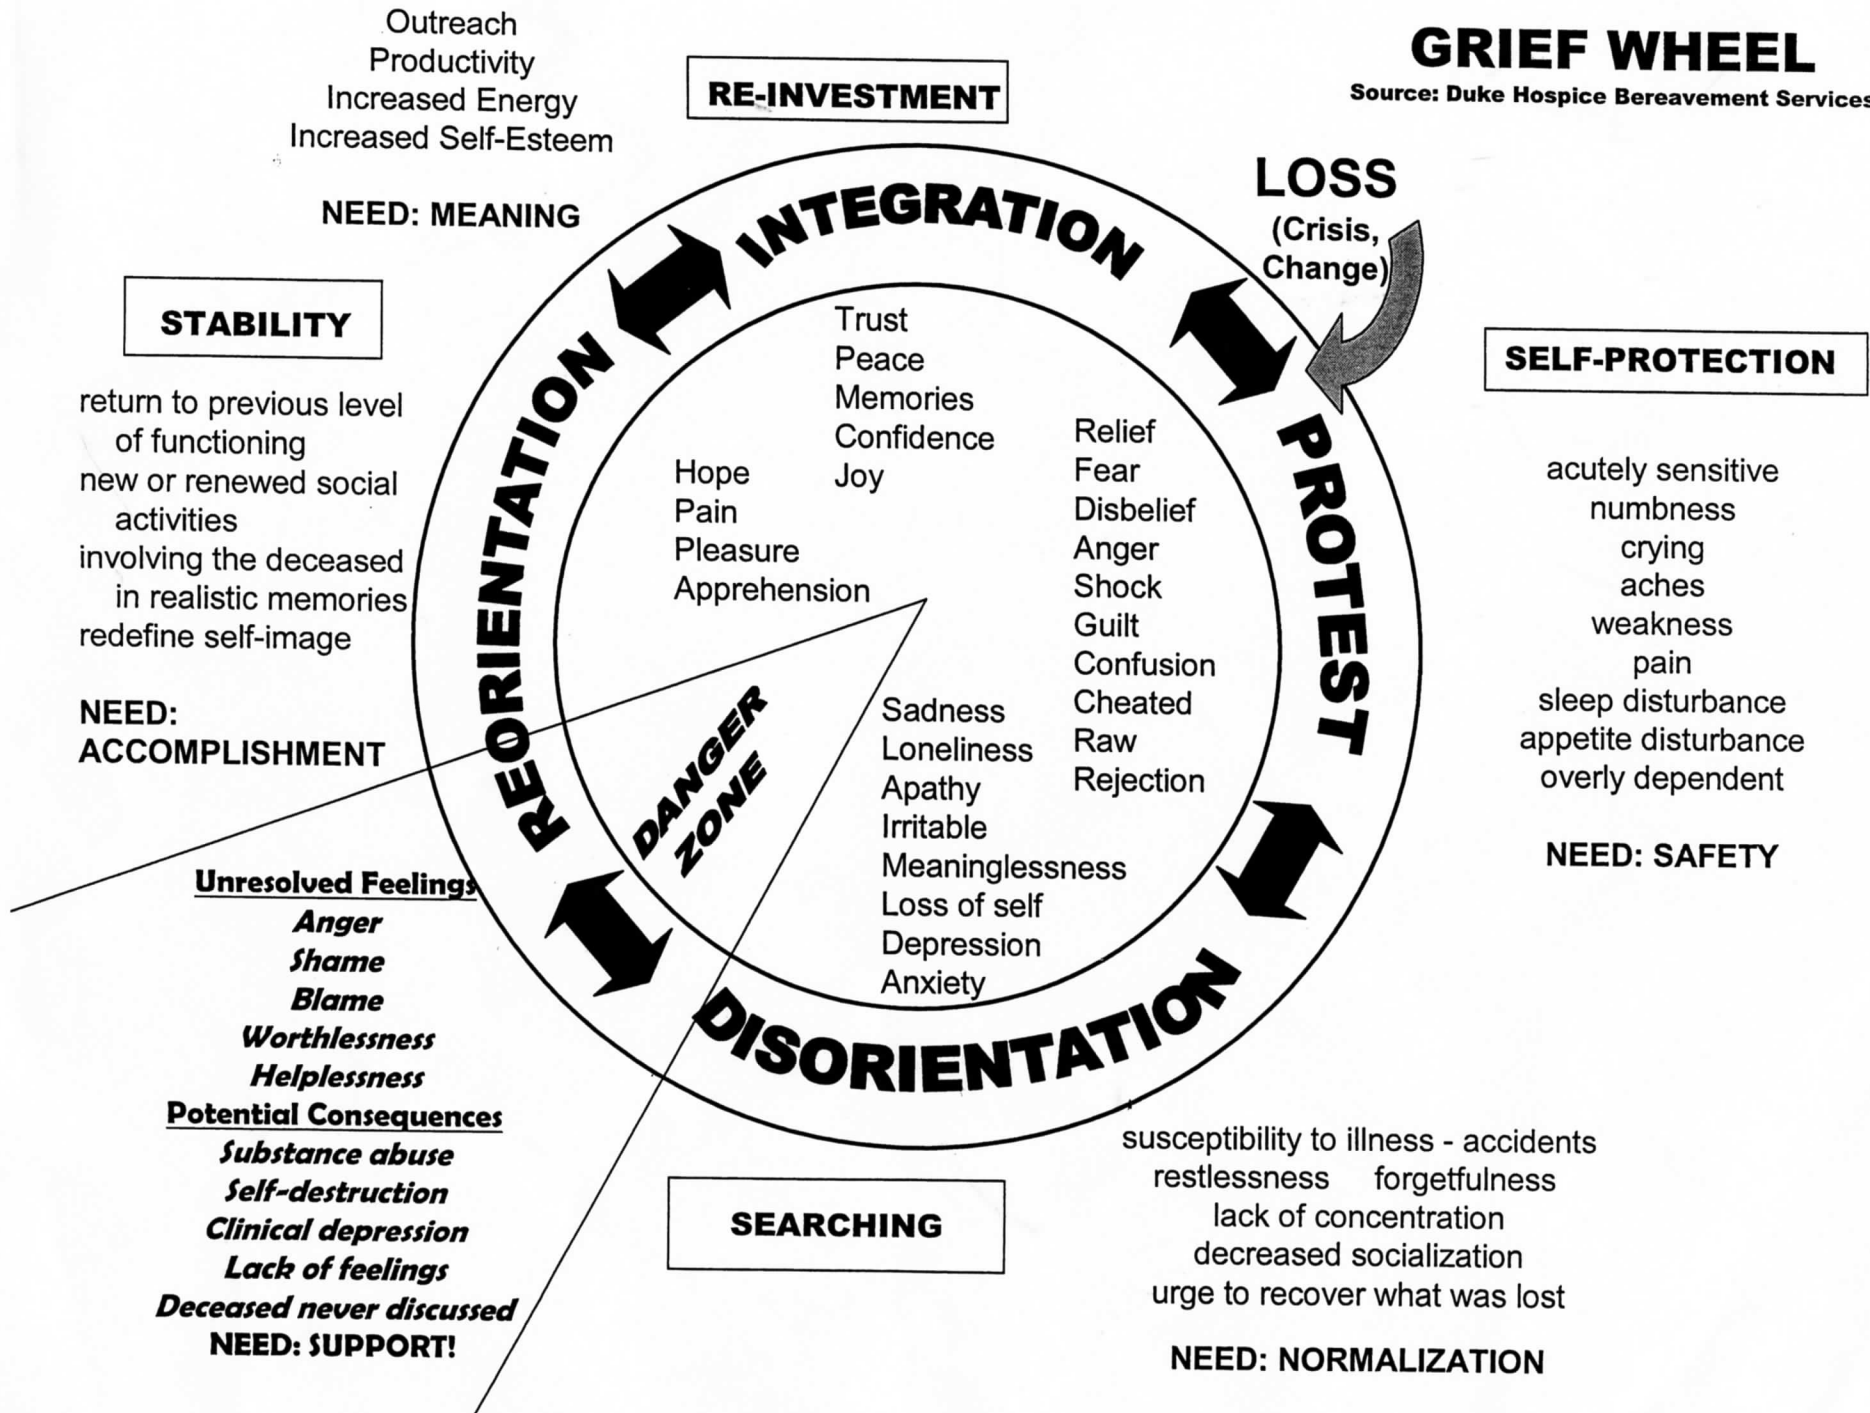 GRIEF WHEEL
Source: Duke Hospice Bereavement Services
LOSS
(Crisis,
Change)
PROTEST
Relief
Fear
Disbelief
Anger
Shock
Guilt
Confusion
Cheated
Raw
Rejection
SELF-PROTECTION
acutely sensitive
numbness
crying
aches
weakness
pain
sleep disturbance
appetite disturbance
overly dependent
NEED: SAFETY
DISORIENTATION
Sadness
Loneliness
Apathy
Irritable
Meaninglessness
Loss of self
Depression
Anxiety
SEARCHING
susceptibility to illness - accidents
restlessness forgetfulness
lack of concentration
decreased socialization
urge to recover what was lost
NEED: NORMALIZATION
DANGER
ZONE
Unresolved Feelings
Anger
Shame
Blame
Worthlessness
Helplessness
Potential Consequences
Substance abuse
Self-destruction
Clinical depression
Lack of feelings
Deceased never discussed
NEED: SUPPORT!
REORIENTATION
Hope
Pain
Pleasure
Apprehension
STABILITY
return to previous level
of functioning
new or renewed social
activities
involving the deceased
in realistic memories
redefine self-image
NEED:
ACCOMPLISHMENT
INTEGRATION
Trust
Peace
Memories
Confidence
Joy
RE-INVESTMENT
Outreach
Productivity
Increased Energy
Increased Self-Esteem
NEED: MEANING